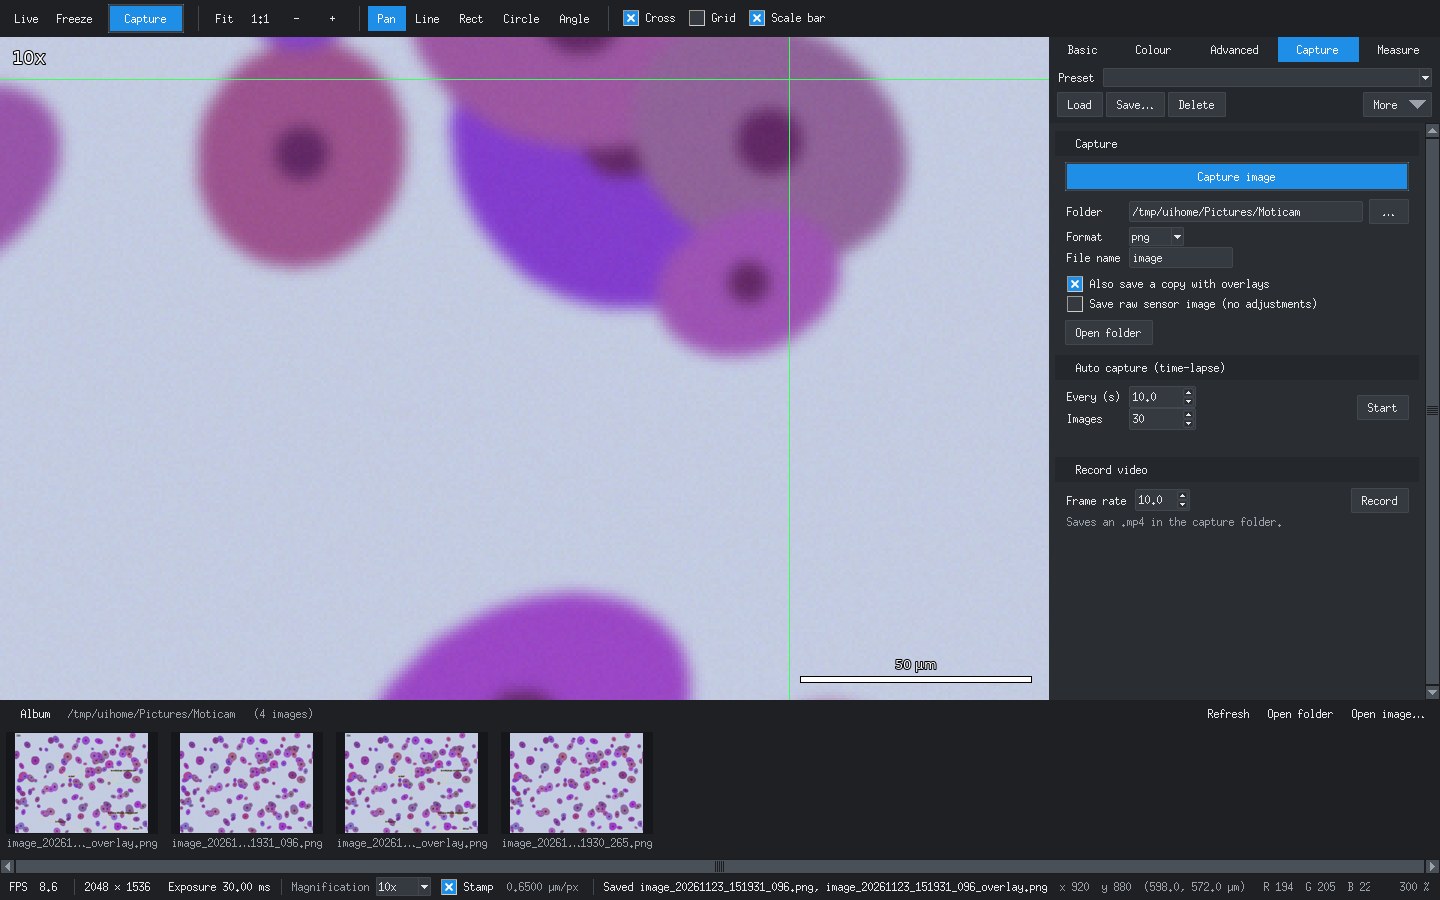 Live Freeze Capture Fit 1:1 - + Pan Line Rect Circle Angle Cross Grid Scale bar
10x
50 µm
Basic Colour Advanced Capture Measure
Preset
Load Save... Delete More
Capture
Capture image
Folder /tmp/uihome/Pictures/Moticam ...
Format png
File name image
Also save a copy with overlays
Save raw sensor image (no adjustments)
Open folder
Auto capture (time-lapse)
Every (s) 10.0
Images 30
Start
Record video
Frame rate 10.0 Record
Saves an .mp4 in the capture folder.
Album /tmp/uihome/Pictures/Moticam (4 images) Refresh Open folder Open image...
image_20261..._overlay.png image_20261...1931_096.png image_20261..._overlay.png image_20261...1930_265.png
FPS 8.6 2048 × 1536 Exposure 30.00 ms Magnification 10x Stamp 0.6500 µm/px Saved image_20261123_151931_096.png, image_20261123_151931_096_overlay.png x 920 y 880 (598.0, 572.0 µm) R 194 G 205 B 22 300 %